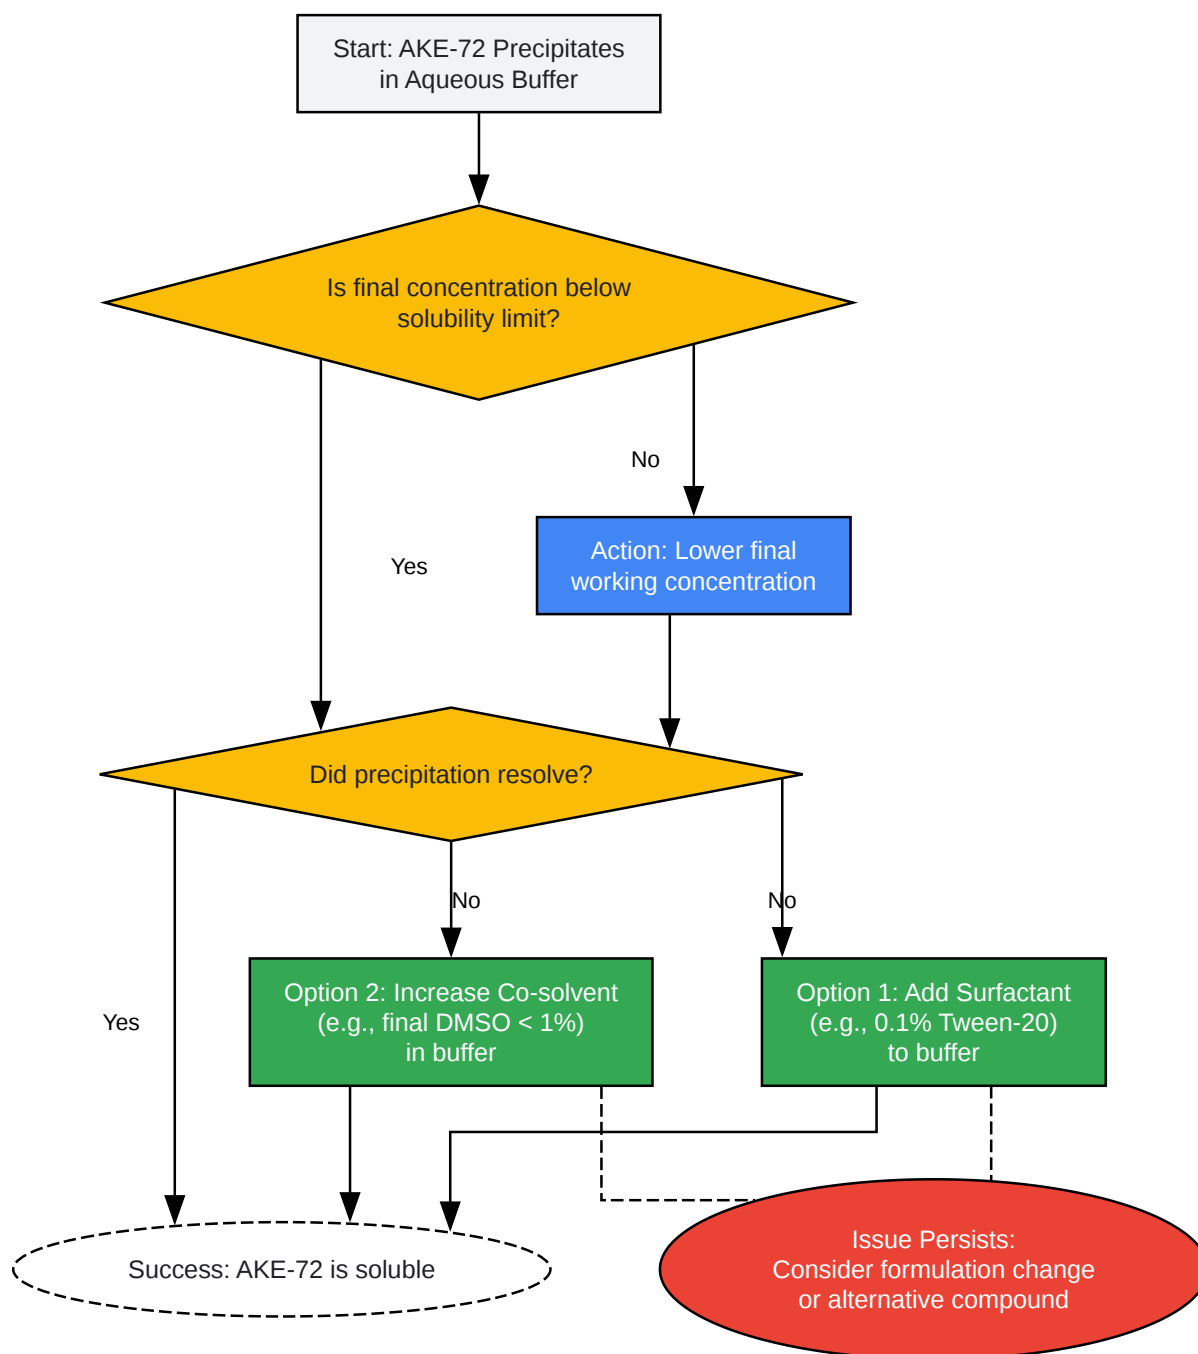 Start: AKE-72 Precipitates
in Aqueous Buffer
Is final concentration below
solubility limit?
No
Action: Lower final
working concentration
Yes
Did precipitation resolve?
No
No
Option 2: Increase Co-solvent
(e.g., final DMSO < 1%)
in buffer
Option 1: Add Surfactant
(e.g., 0.1% Tween-20)
to buffer
Yes
Success: AKE-72 is soluble
Issue Persists:
Consider formulation change
or alternative compound